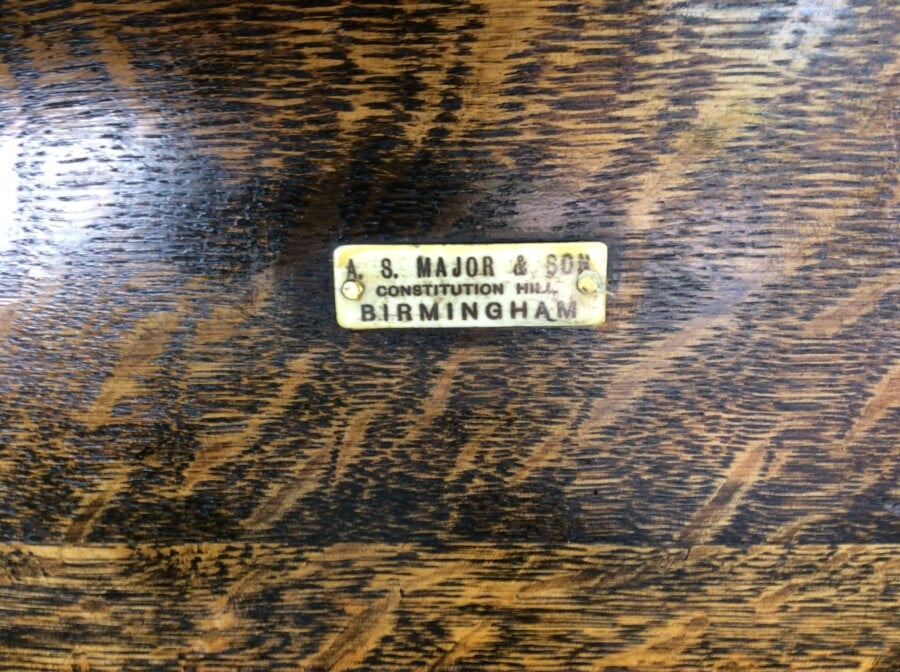 A. S. MAJOR & SON
CONSTITUTION HILL
BIRMINGHAM